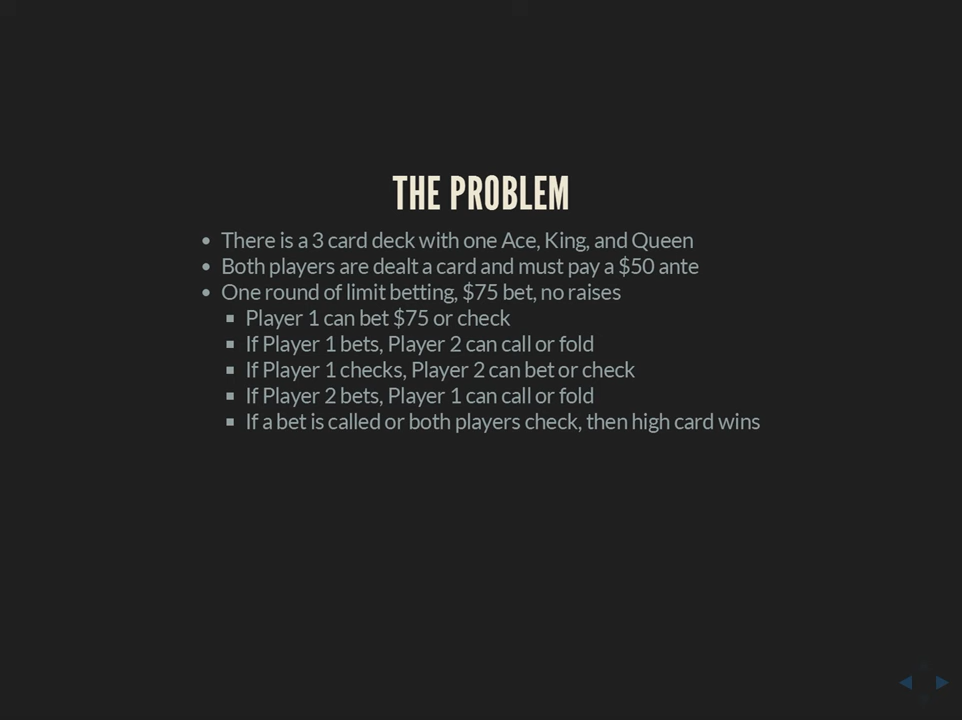 THE PROBLEM
There is a 3 card deck with one Ace, King, and Queen
Both players are dealt a card and must pay a $50 ante
One round of limit betting, $75 bet, no raises
Player 1 can bet $75 or check
If Player 1 bets, Player 2 can call or fold
If Player 1 checks, Player 2 can bet or check
If Player 2 bets, Player 1 can call or fold
If a bet is called or both players check, then high card wins